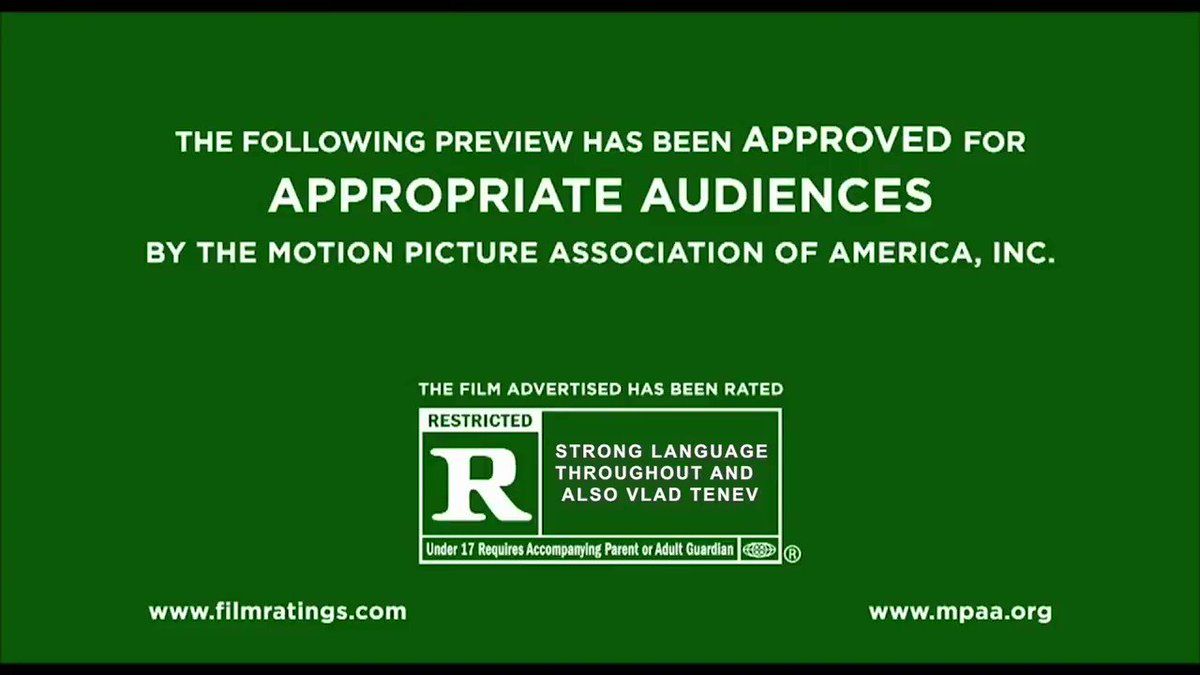 THE FOLLOWING PREVIEW HAS BEEN APPROVED FOR
APPROPRIATE AUDIENCES
BY THE MOTION PICTURE ASSOCIATION OF AMERICA, INC.
THE FILM ADVERTISED HAS BEEN RATED
RESTRICTED
R
STRONG LANGUAGE
THROUGHOUT AND
ALSO VLAD TENEV
Under 17 Requires Accompanying Parent or Adult Guardian
®
www.filmratings.com
www.mpaa.org